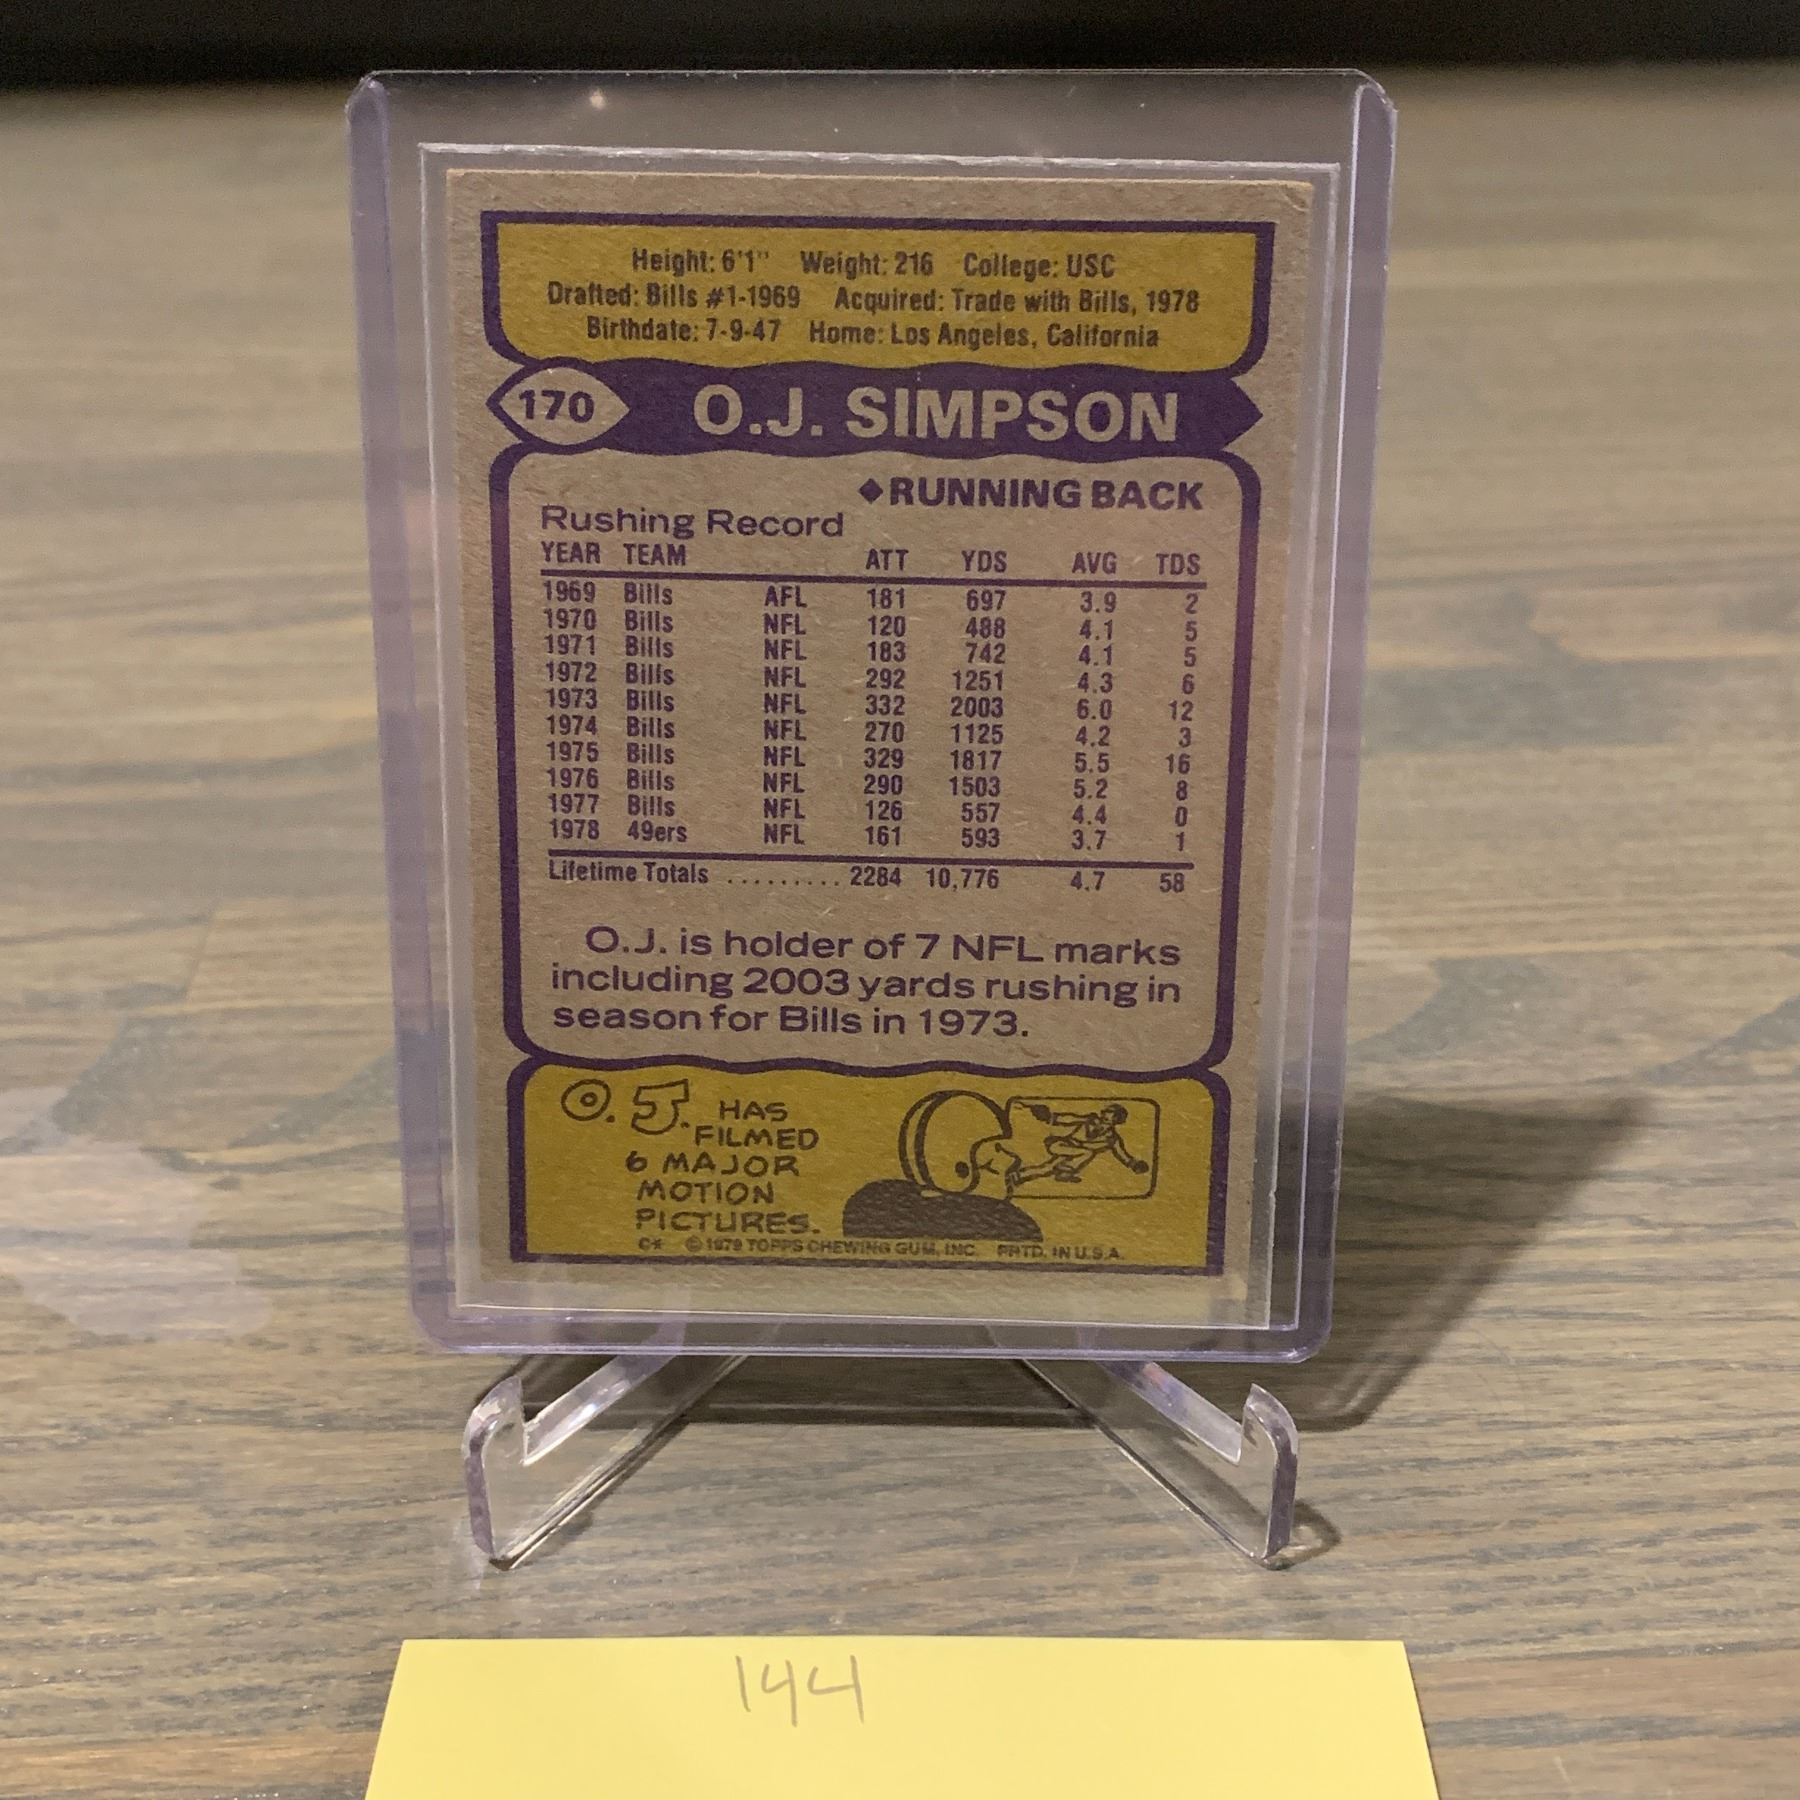 Height: 6'1" Weight: 216 College: USC
Drafted: Bills #1-1969 Acquired: Trade with Bills, 1978
Birthdate: 7-9-47 Home: Los Angeles, California
170 O.J. SIMPSON
◆RUNNING BACK
Rushing Record
YEAR TEAM ATT YDS AVG TDS
1969 Bills AFL 181 697 3.9 2
1970 Bills NFL 120 488 4.1 5
1971 Bills NFL 183 742 4.1 5
1972 Bills NFL 292 1251 4.3 6
1973 Bills NFL 332 2003 6.0 12
1974 Bills NFL 270 1125 4.2 3
1975 Bills NFL 329 1817 5.5 16
1976 Bills NFL 290 1503 5.2 8
1977 Bills NFL 126 557 4.4 0
1978 49ers NFL 161 593 3.7 1
Lifetime Totals ......... 2284 10,776 4.7 58
O.J. is holder of 7 NFL marks
including 2003 yards rushing in
season for Bills in 1973.
O.J. HAS
FILMED
6 MAJOR
MOTION
PICTURES.
C* © 1979 TOPPS CHEWING GUM, INC. PRTD. IN U.S.A.
144